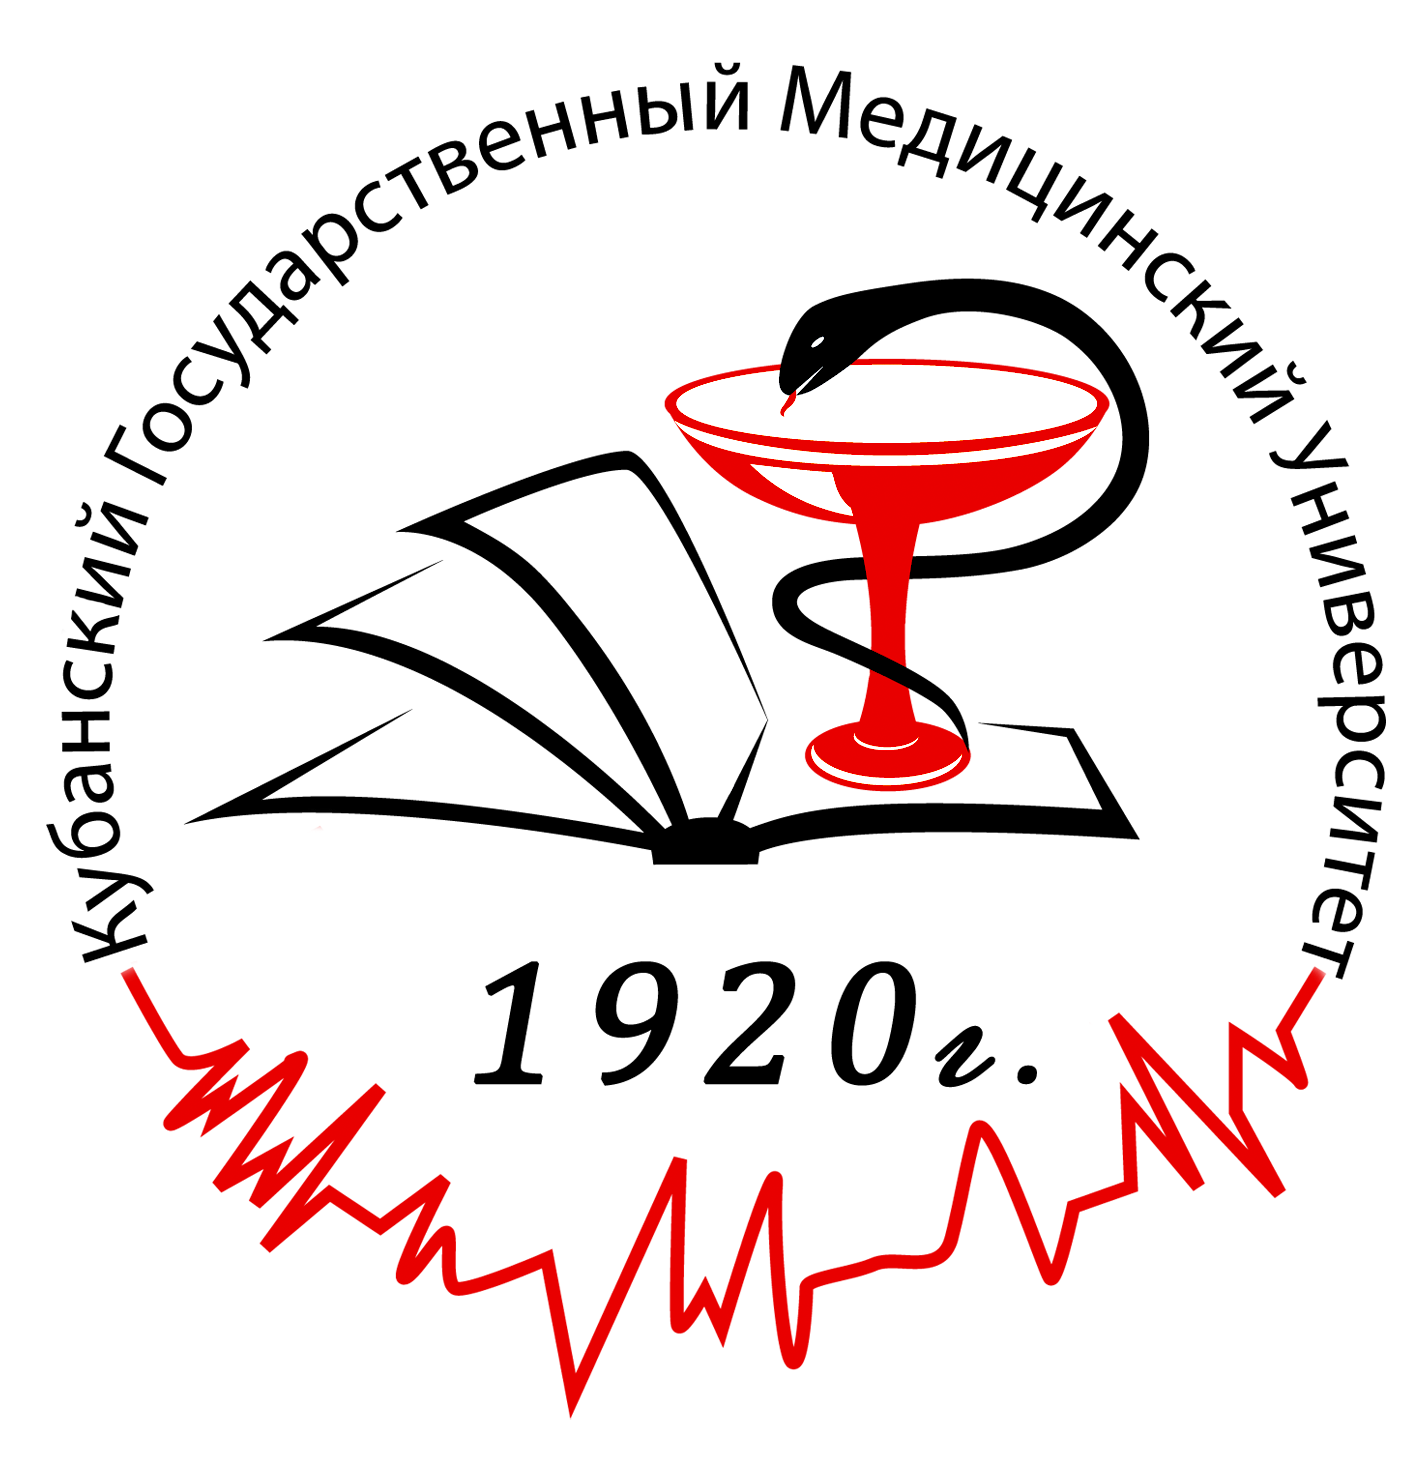 Кубанский Государственный Медицинский Университет
1920г.